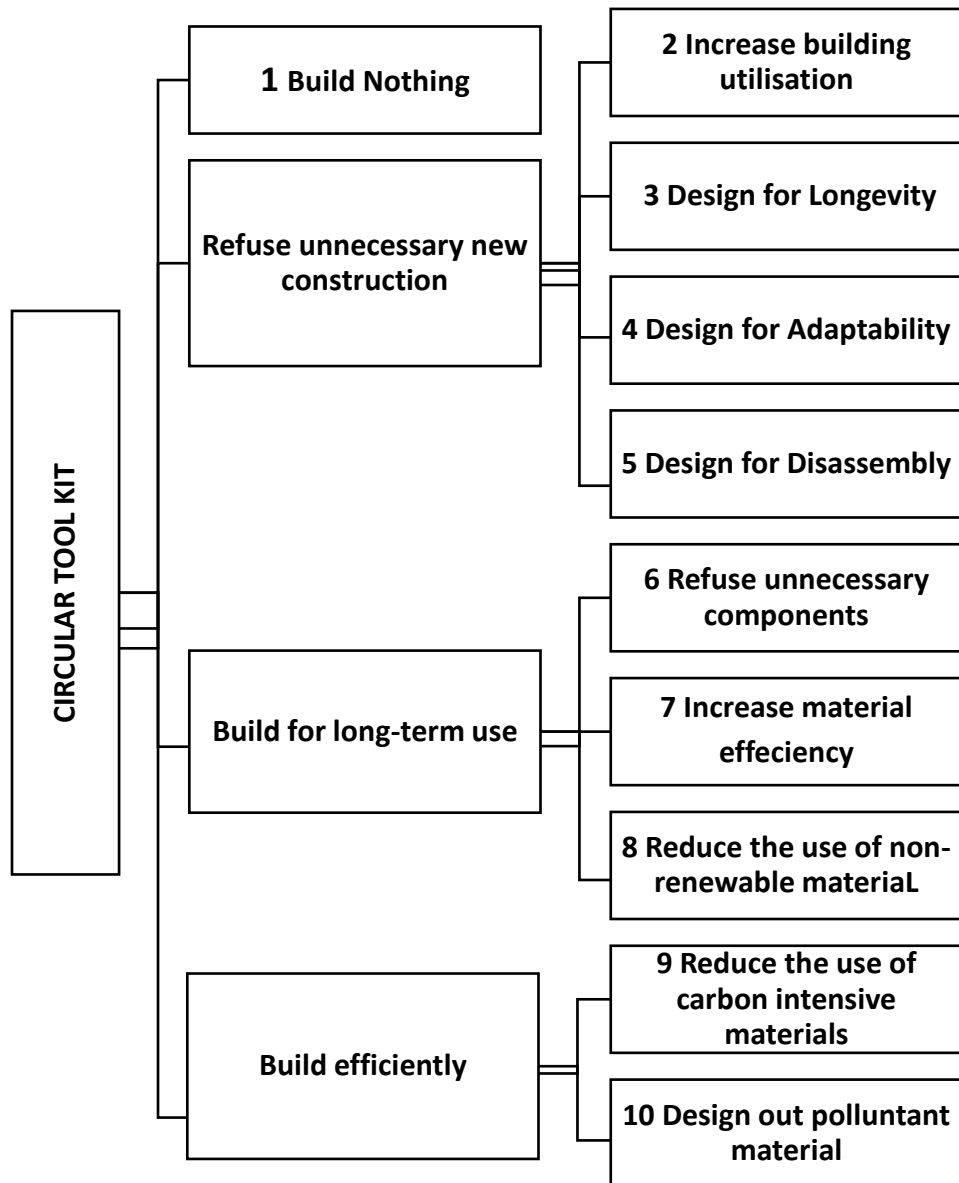 CIRCULAR TOOL KIT
1 Build Nothing
Refuse unnecessary new
construction
2 Increase building
utilisation
3 Design for Longevity
4 Design for Adaptability
5 Design for Disassembly
Build for long-term use
6 Refuse unnecessary
components
7 Increase material
effeciency
8 Reduce the use of non-
renewable materiaL
Build efficiently
9 Reduce the use of
carbon intensive
materials
10 Design out polluntant
material